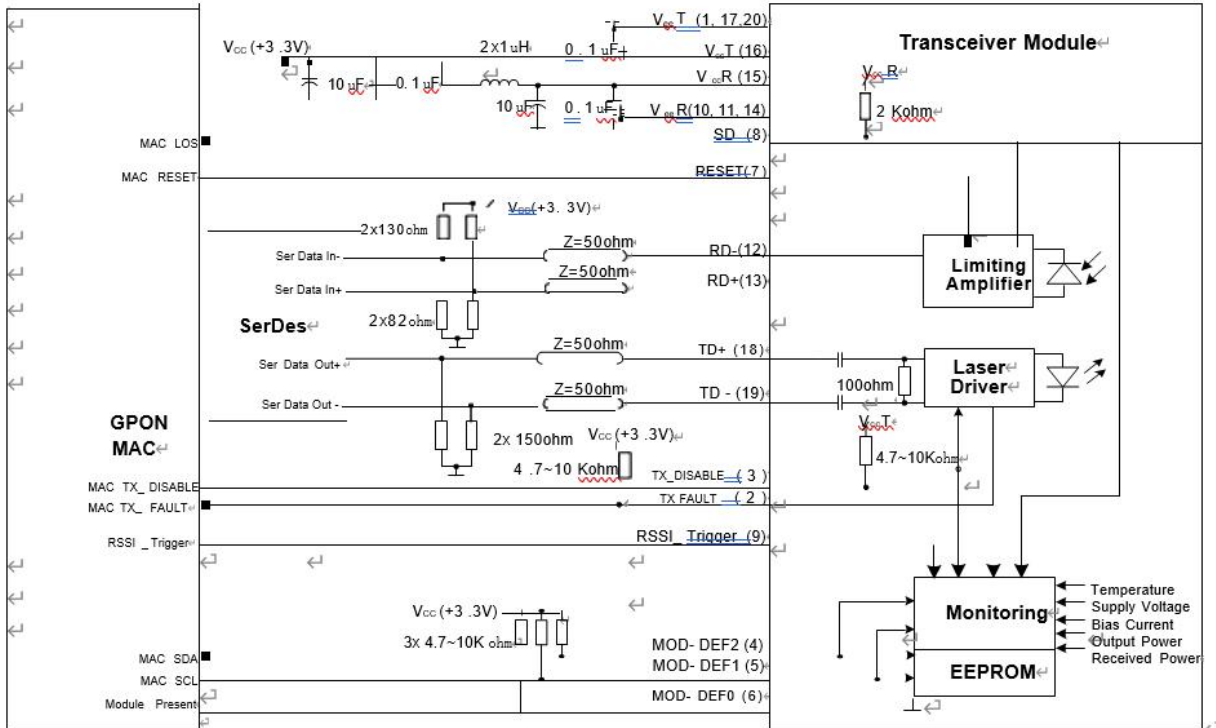 VccT (1, 17,20)
Vcc (+3 .3V)
2×1uH
0 . 1 uF
VccT (16)
Transceiver Module
VccR (15)
VccR
10 uF
0 . 1 uF
10 uF
0 . 1 uF
VccR(10, 11, 14)
2 Kohm
SD (8)
MAC LOS
MAC RESET
RESET(7)
Vcc(+3. 3V)
2x130ohm
Z=50ohm
RD-(12)
Ser Data In-
Limiting
Amplifier
Z=50ohm
RD+(13)
Ser Data In+
SerDes
2X82ohm
Z=50ohm
TD+ (18)
Ser Data Out+
Laser
Driver
Z=50ohm
100ohm
TD - (19)
Ser Data Out -
GPON
MAC
2x 150ohm
Vcc (+3 .3V)
VccT
4 .7~10 Kohm
4.7~10Kohm
TX_DISABLE ( 3 )
MAC TX_ DISABLE
TX FAULT ( 2 )
MAC TX_ FAULT
RSSI_ Trigger (9)
RSSI _ Trigger
Temperature
Supply Voltage
Bias Current
Output Power
Received Power
Monitoring
Vcc (+3 .3V)
3x 4.7~10K ohm
MOD- DEF2 (4)
MAC SDA
MOD- DEF1 (5)
EEPROM
MAC SCL
MOD- DEF0 (6)
Module Present